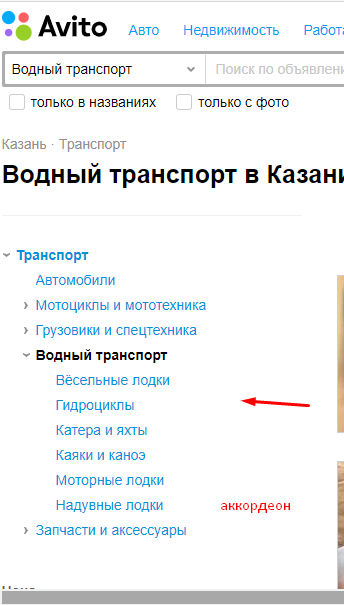 Avito Авто Недвижимость Работа
Водный транспорт Поиск по объявлени
только в названиях только с фото
Казань · Транспорт
Водный транспорт в Казани
Транспорт
Автомобили
Мотоциклы и мототехника
Грузовики и спецтехника
Водный транспорт
Вёсельные лодки
Гидроциклы
Катера и яхты
Каяки и каноэ
Моторные лодки
Надувные лодки аккордеон
Запчасти и аксессуары